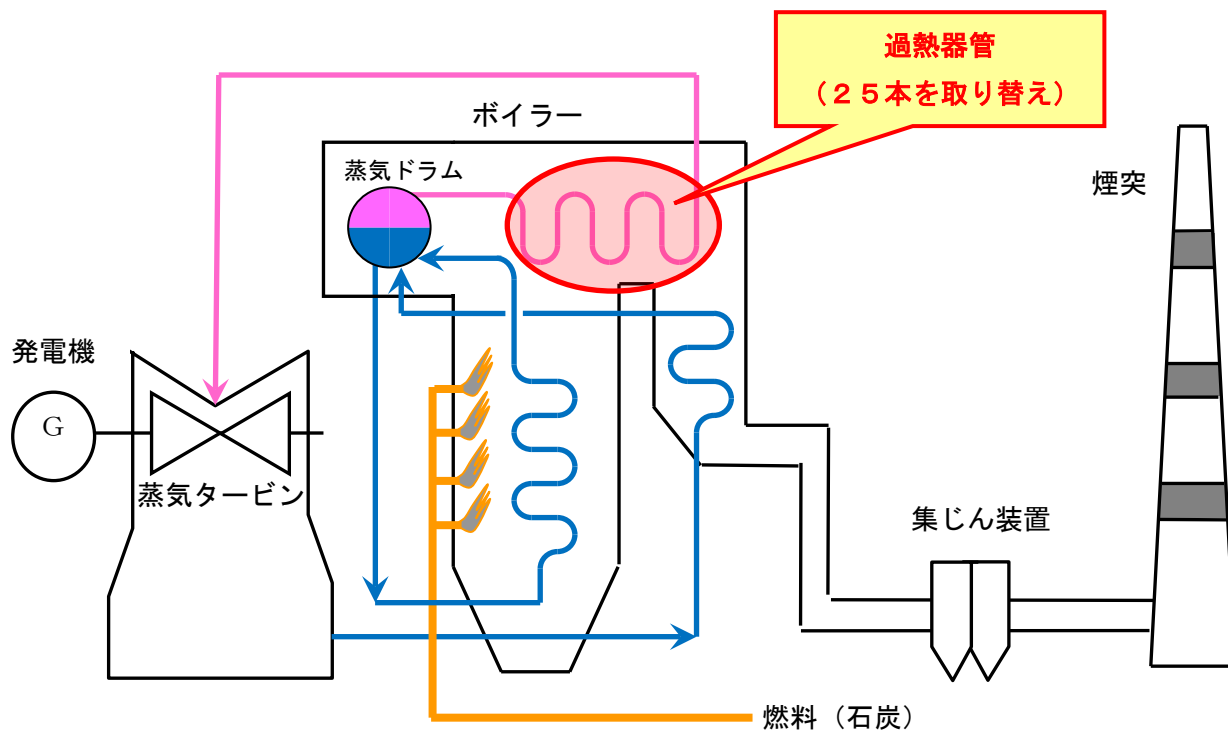 過熱器管
（２５本を取り替え）
ボイラー
蒸気ドラム
煙突
発電機
G
蒸気タービン
集じん装置
燃料（石炭）